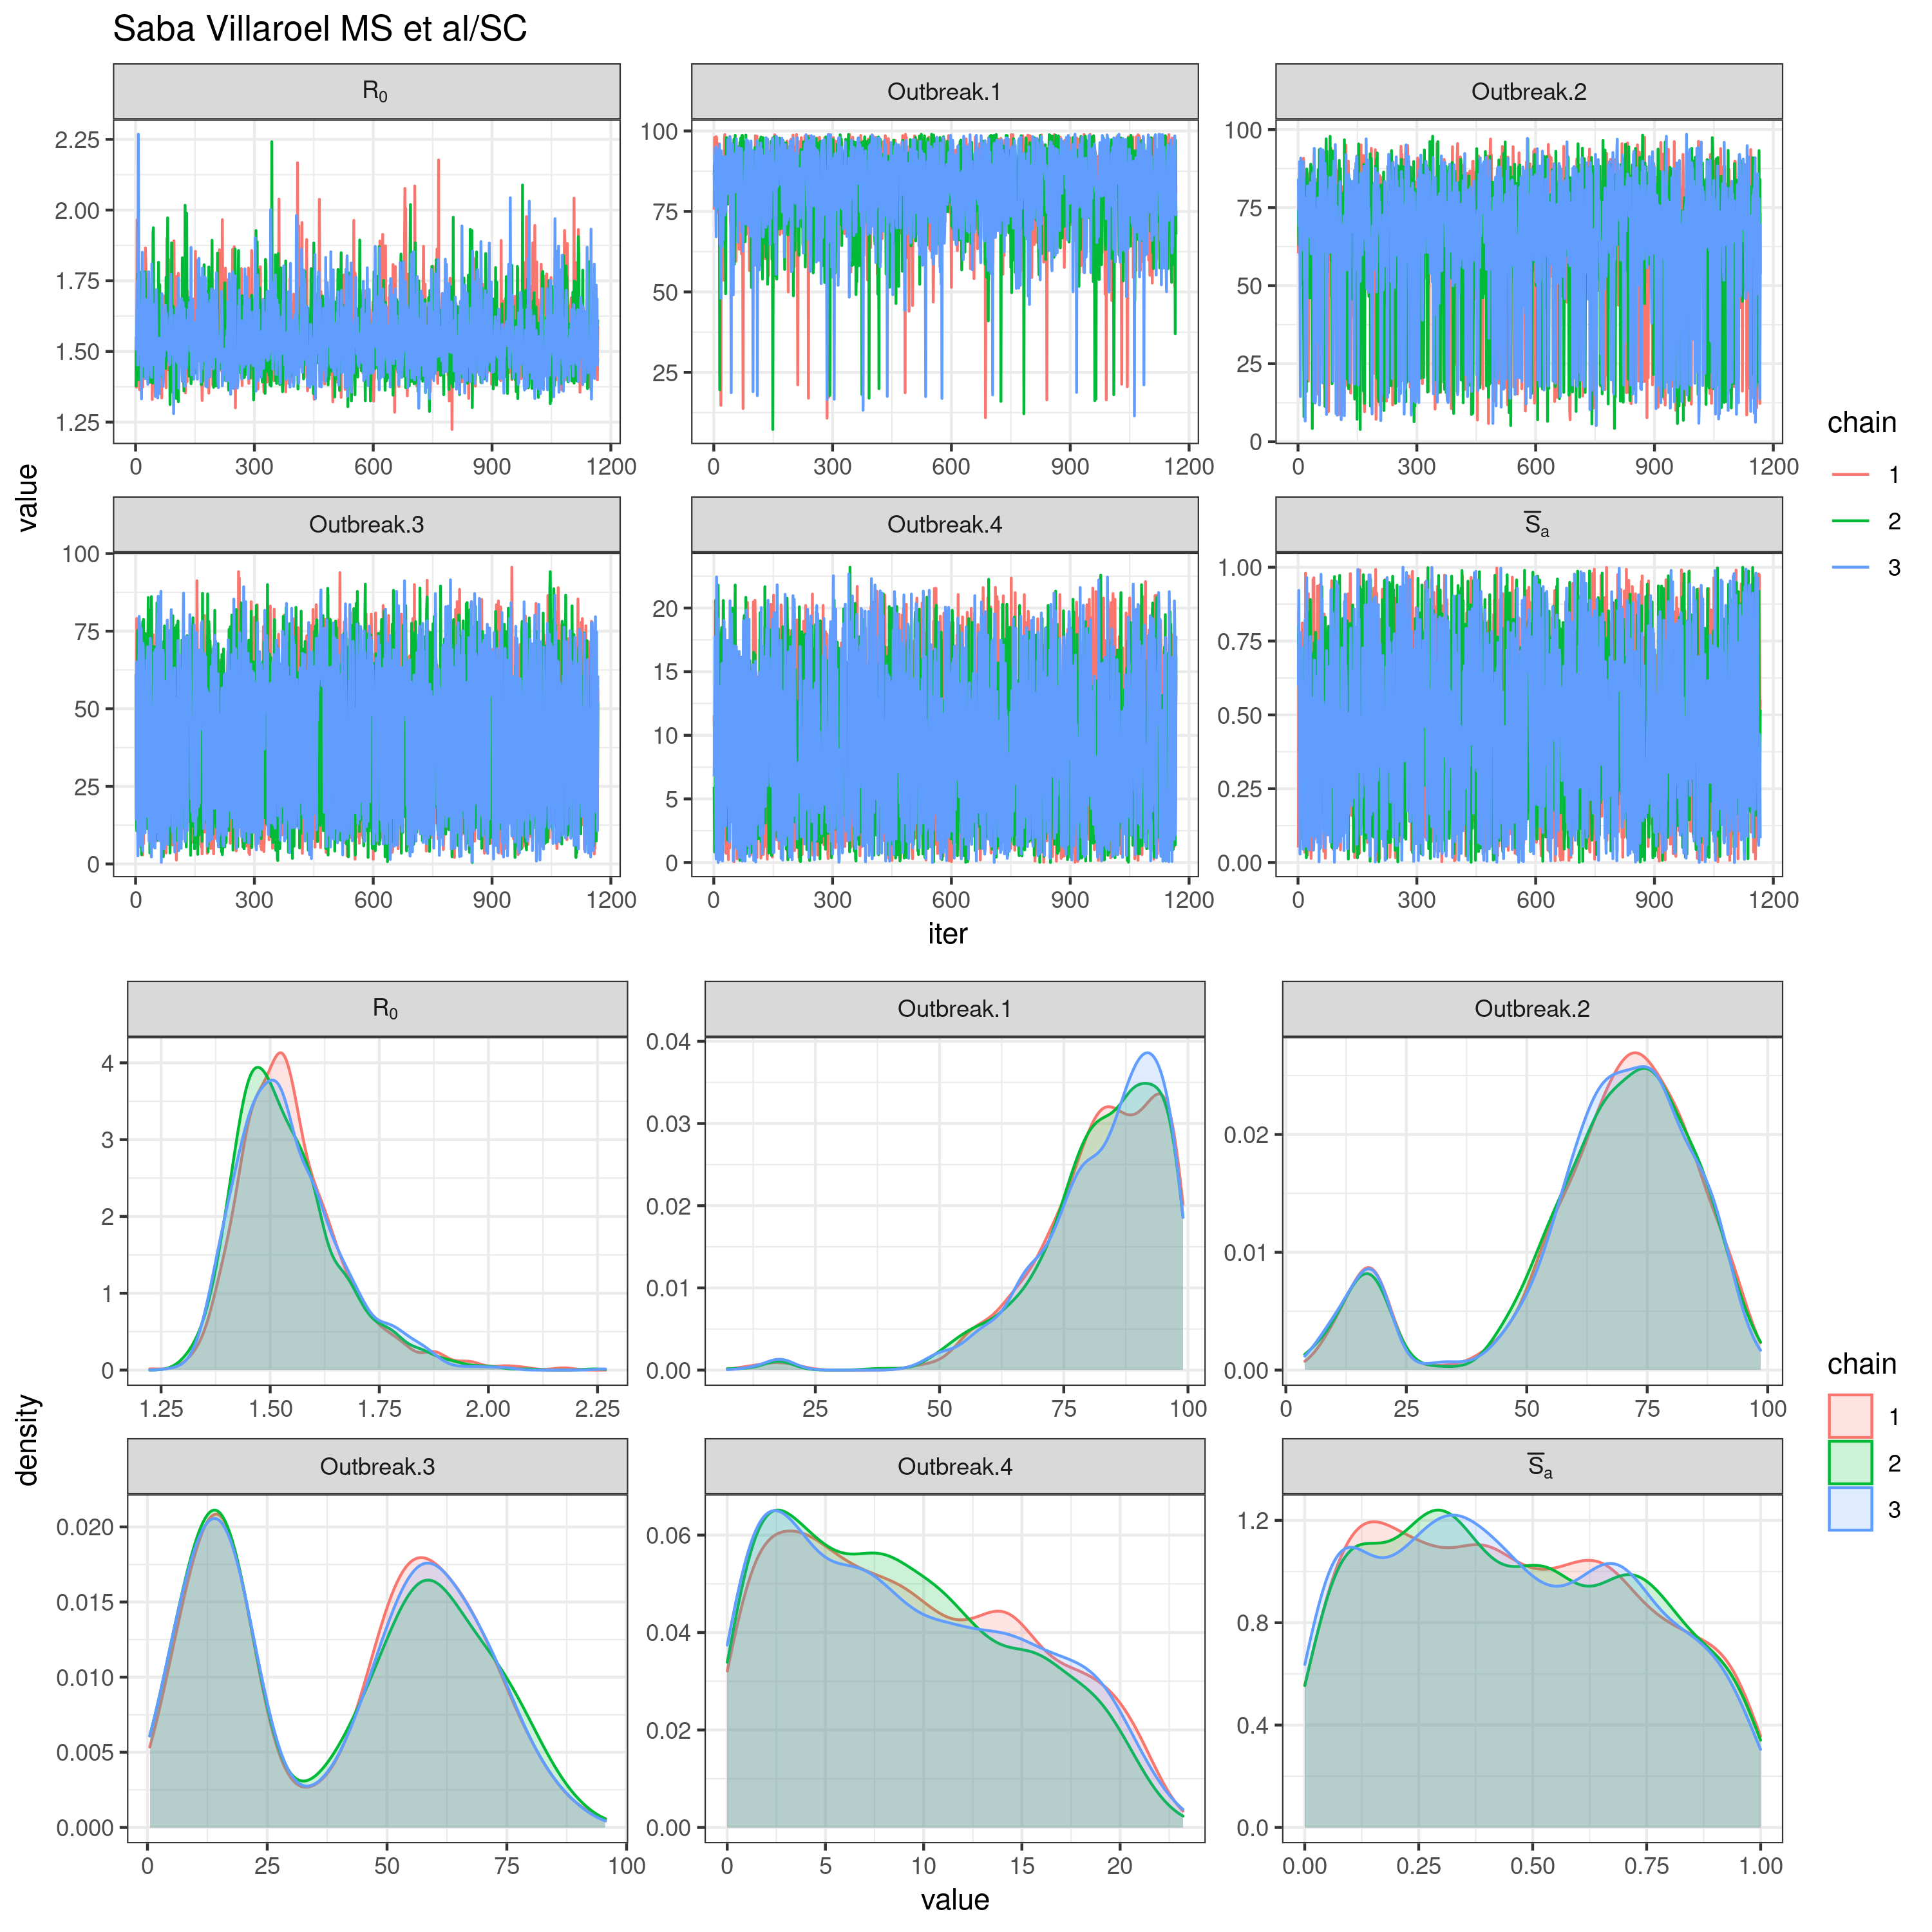 Saba Villaroel MS et al/SC
R₀ Outbreak.1 Outbreak.2
2.25
2.00
1.75
1.50
1.25
0 300 600 900 1200
100
75
50
25
0 300 600 900 1200
100
75
50
25
0
0 300 600 900 1200
value
Outbreak.3 Outbreak.4 S̅ₐ
100
75
50
25
0
0 300 600 900 1200
20
15
10
5
0
0 300 600 900 1200
1.00
0.75
0.50
0.25
0.00
0 300 600 900 1200
iter
chain
1
2
3
R₀ Outbreak.1 Outbreak.2
4
3
2
1
0
1.25 1.50 1.75 2.00 2.25
0.04
0.03
0.02
0.01
0.00
25 50 75 100
0.02
0.01
0.00
0 25 50 75 100
density
Outbreak.3 Outbreak.4 S̅ₐ
0.020
0.015
0.010
0.005
0.000
0 25 50 75 100
0.06
0.04
0.02
0.00
0 5 10 15 20
1.2
0.8
0.4
0.0
0.00 0.25 0.50 0.75 1.00
value
chain
1
2
3